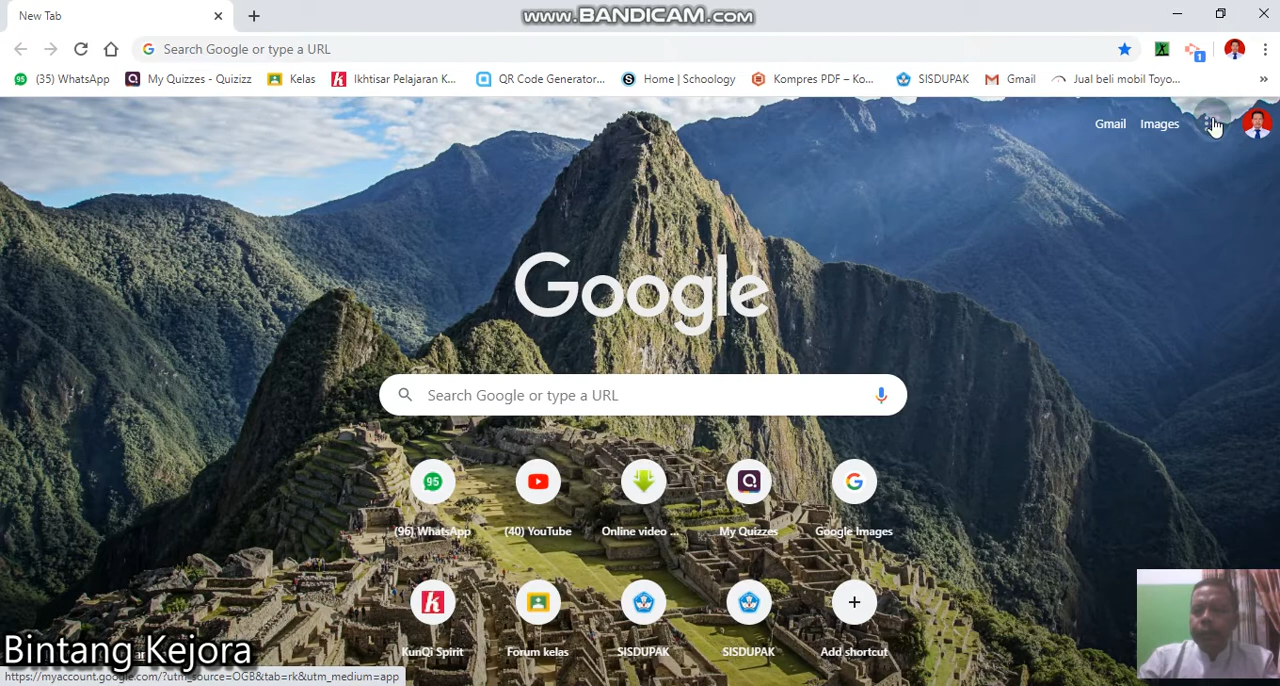 New Tab
www.BANDICAM.com
Search Google or type a URL
1
(35) WhatsApp
My Quizzes - Quizizz
Kelas
Ikhtisar Pelajaran K...
QR Code Generator...
Home | Schoology
Kompres PDF – Ko...
SISDUPAK
Gmail
Jual beli mobil Toyo...
Gmail
Images
Google
Search Google or type a URL
95
(96) WhatsApp
(40) YouTube
Online video ...
My Quizzes
Google Images
KunQi Spirit
Forum kelas
SISDUPAK
SISDUPAK
Add shortcut
Bintang Kejora
https://myaccount.google.com/?utm_source=OGB&tab=rk&utm_medium=app